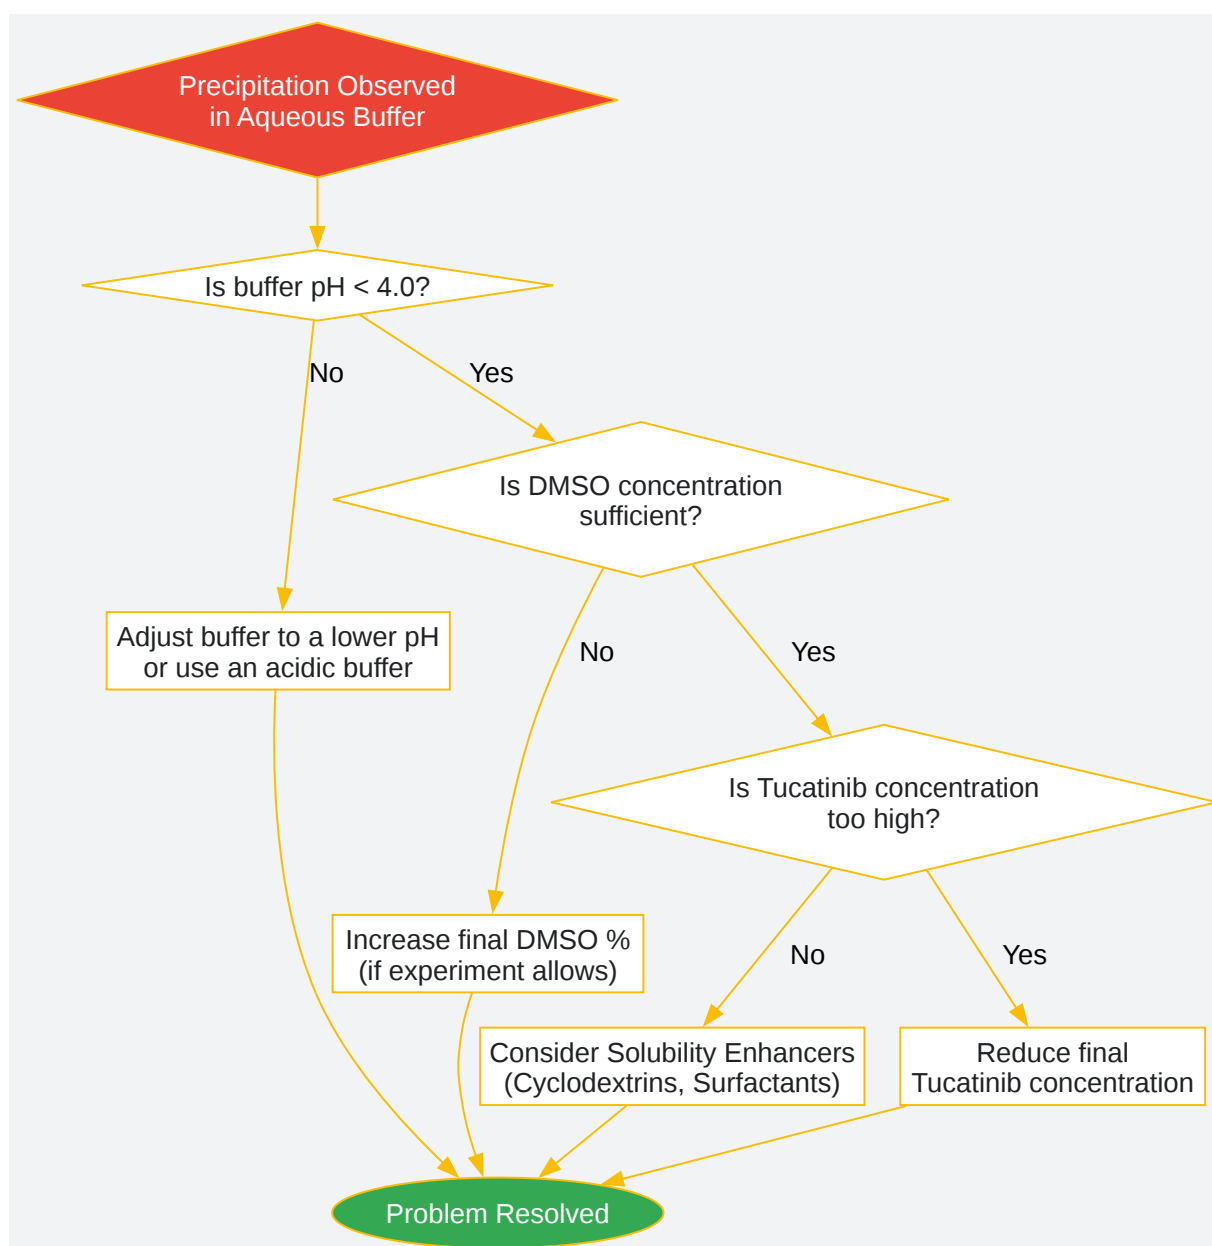 Precipitation Observed
in Aqueous Buffer
Is buffer pH < 4.0?
No
Yes
Is DMSO concentration
sufficient?
Adjust buffer to a lower pH
or use an acidic buffer
No
Yes
Is Tucatinib concentration
too high?
Increase final DMSO %
(if experiment allows)
No
Yes
Consider Solubility Enhancers
(Cyclodextrins, Surfactants)
Reduce final
Tucatinib concentration
Problem Resolved